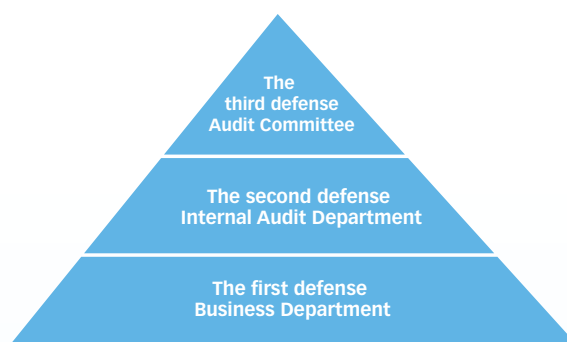 The
third defense
Audit Committee
The second defense
Internal Audit Department
The first defense
Business Department